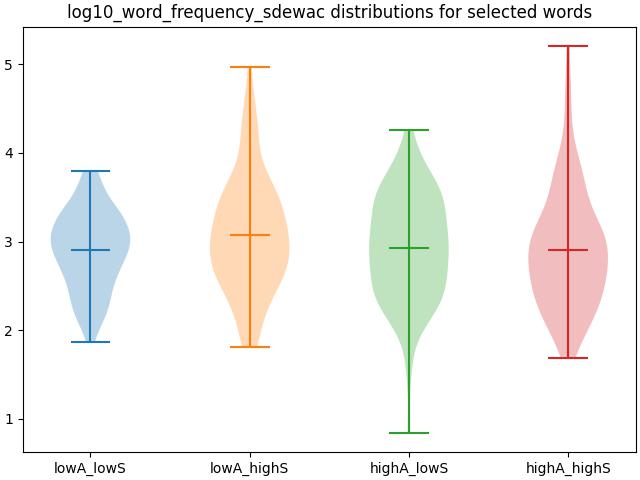 log10_word_frequency_sdewac distributions for selected words
5
4
3
2
1
lowA_lowS
lowA_highS
highA_lowS
highA_highS